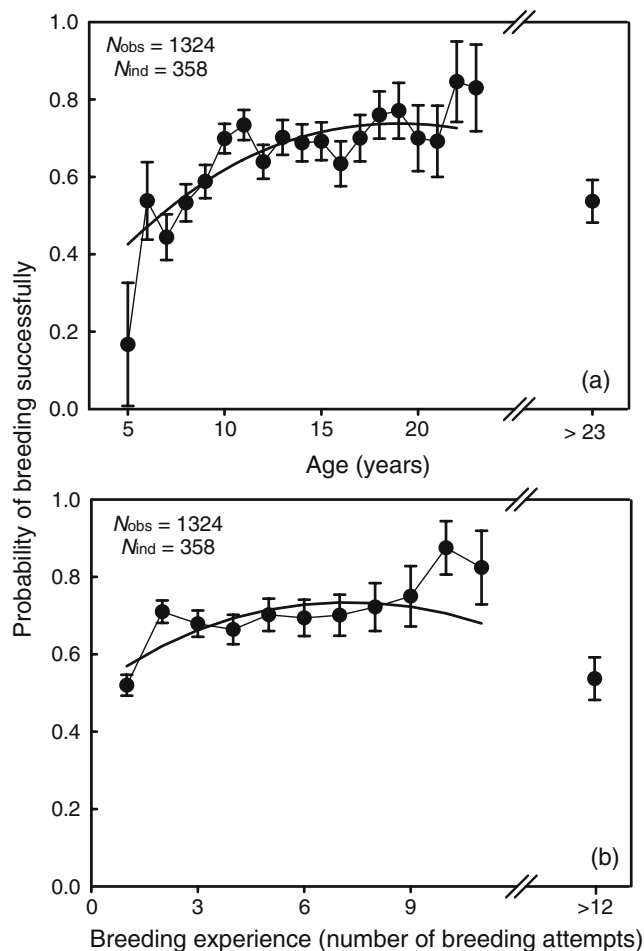 1.0
Nobs = 1324
Nind = 358
0.8
0.6
0.4
0.2
0.0
(a)
5 10 15 20 > 23
Age (years)
Probability of breeding successfully
1.0
Nobs = 1324
Nind = 358
0.8
0.6
0.4
0.2
0.0
(b)
0 3 6 9 >12
Breeding experience (number of breeding attempts)